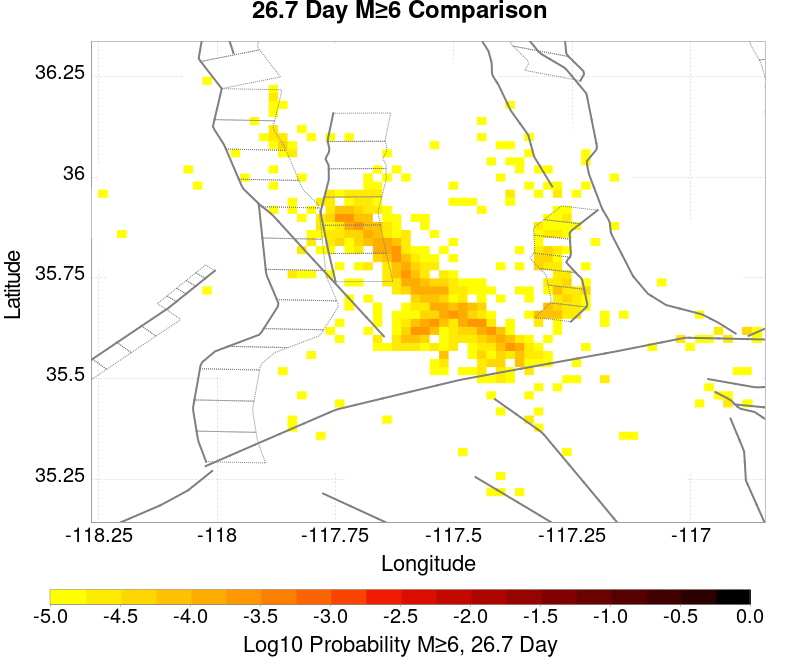 26.7 Day M≥6 Comparison
36.25
36
35.75
35.5
35.25
Latitude
-118.25 -118 -117.75 -117.5 -117.25 -117
Longitude
-5.0 -4.5 -4.0 -3.5 -3.0 -2.5 -2.0 -1.5 -1.0 -0.5 0.0
Log10 Probability M≥6, 26.7 Day